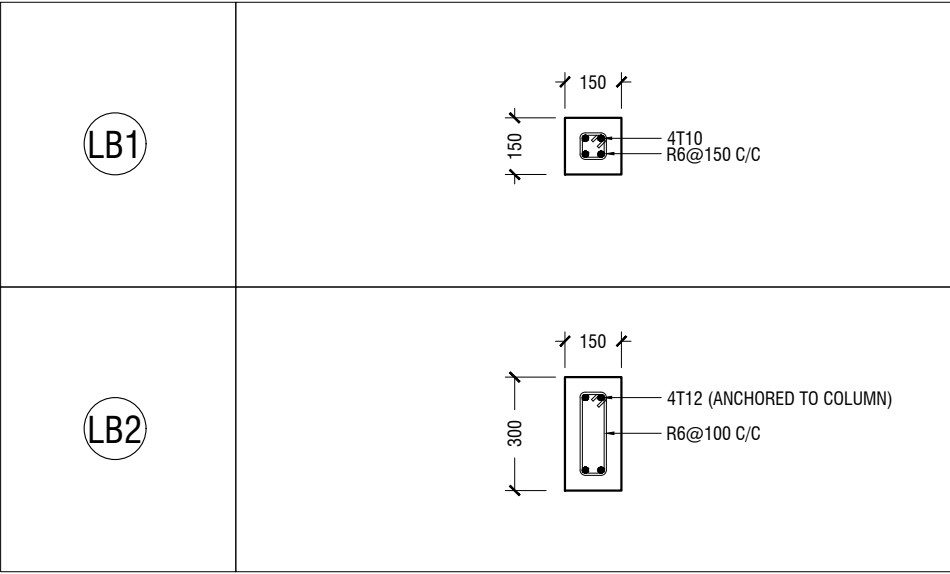 LB1
150
150
4T10
R6@150 C/C
LB2
150
300
4T12 (ANCHORED TO COLUMN)
R6@100 C/C